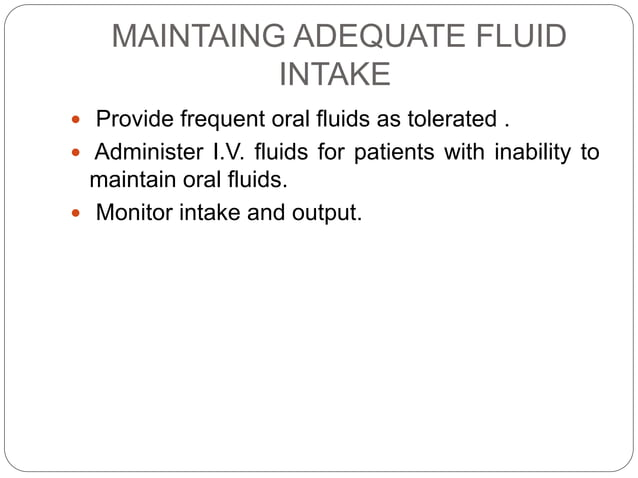 MAINTAING ADEQUATE FLUID
INTAKE
• Provide frequent oral fluids as tolerated .
• Administer I.V. fluids for patients with inability to
maintain oral fluids.
• Monitor intake and output.